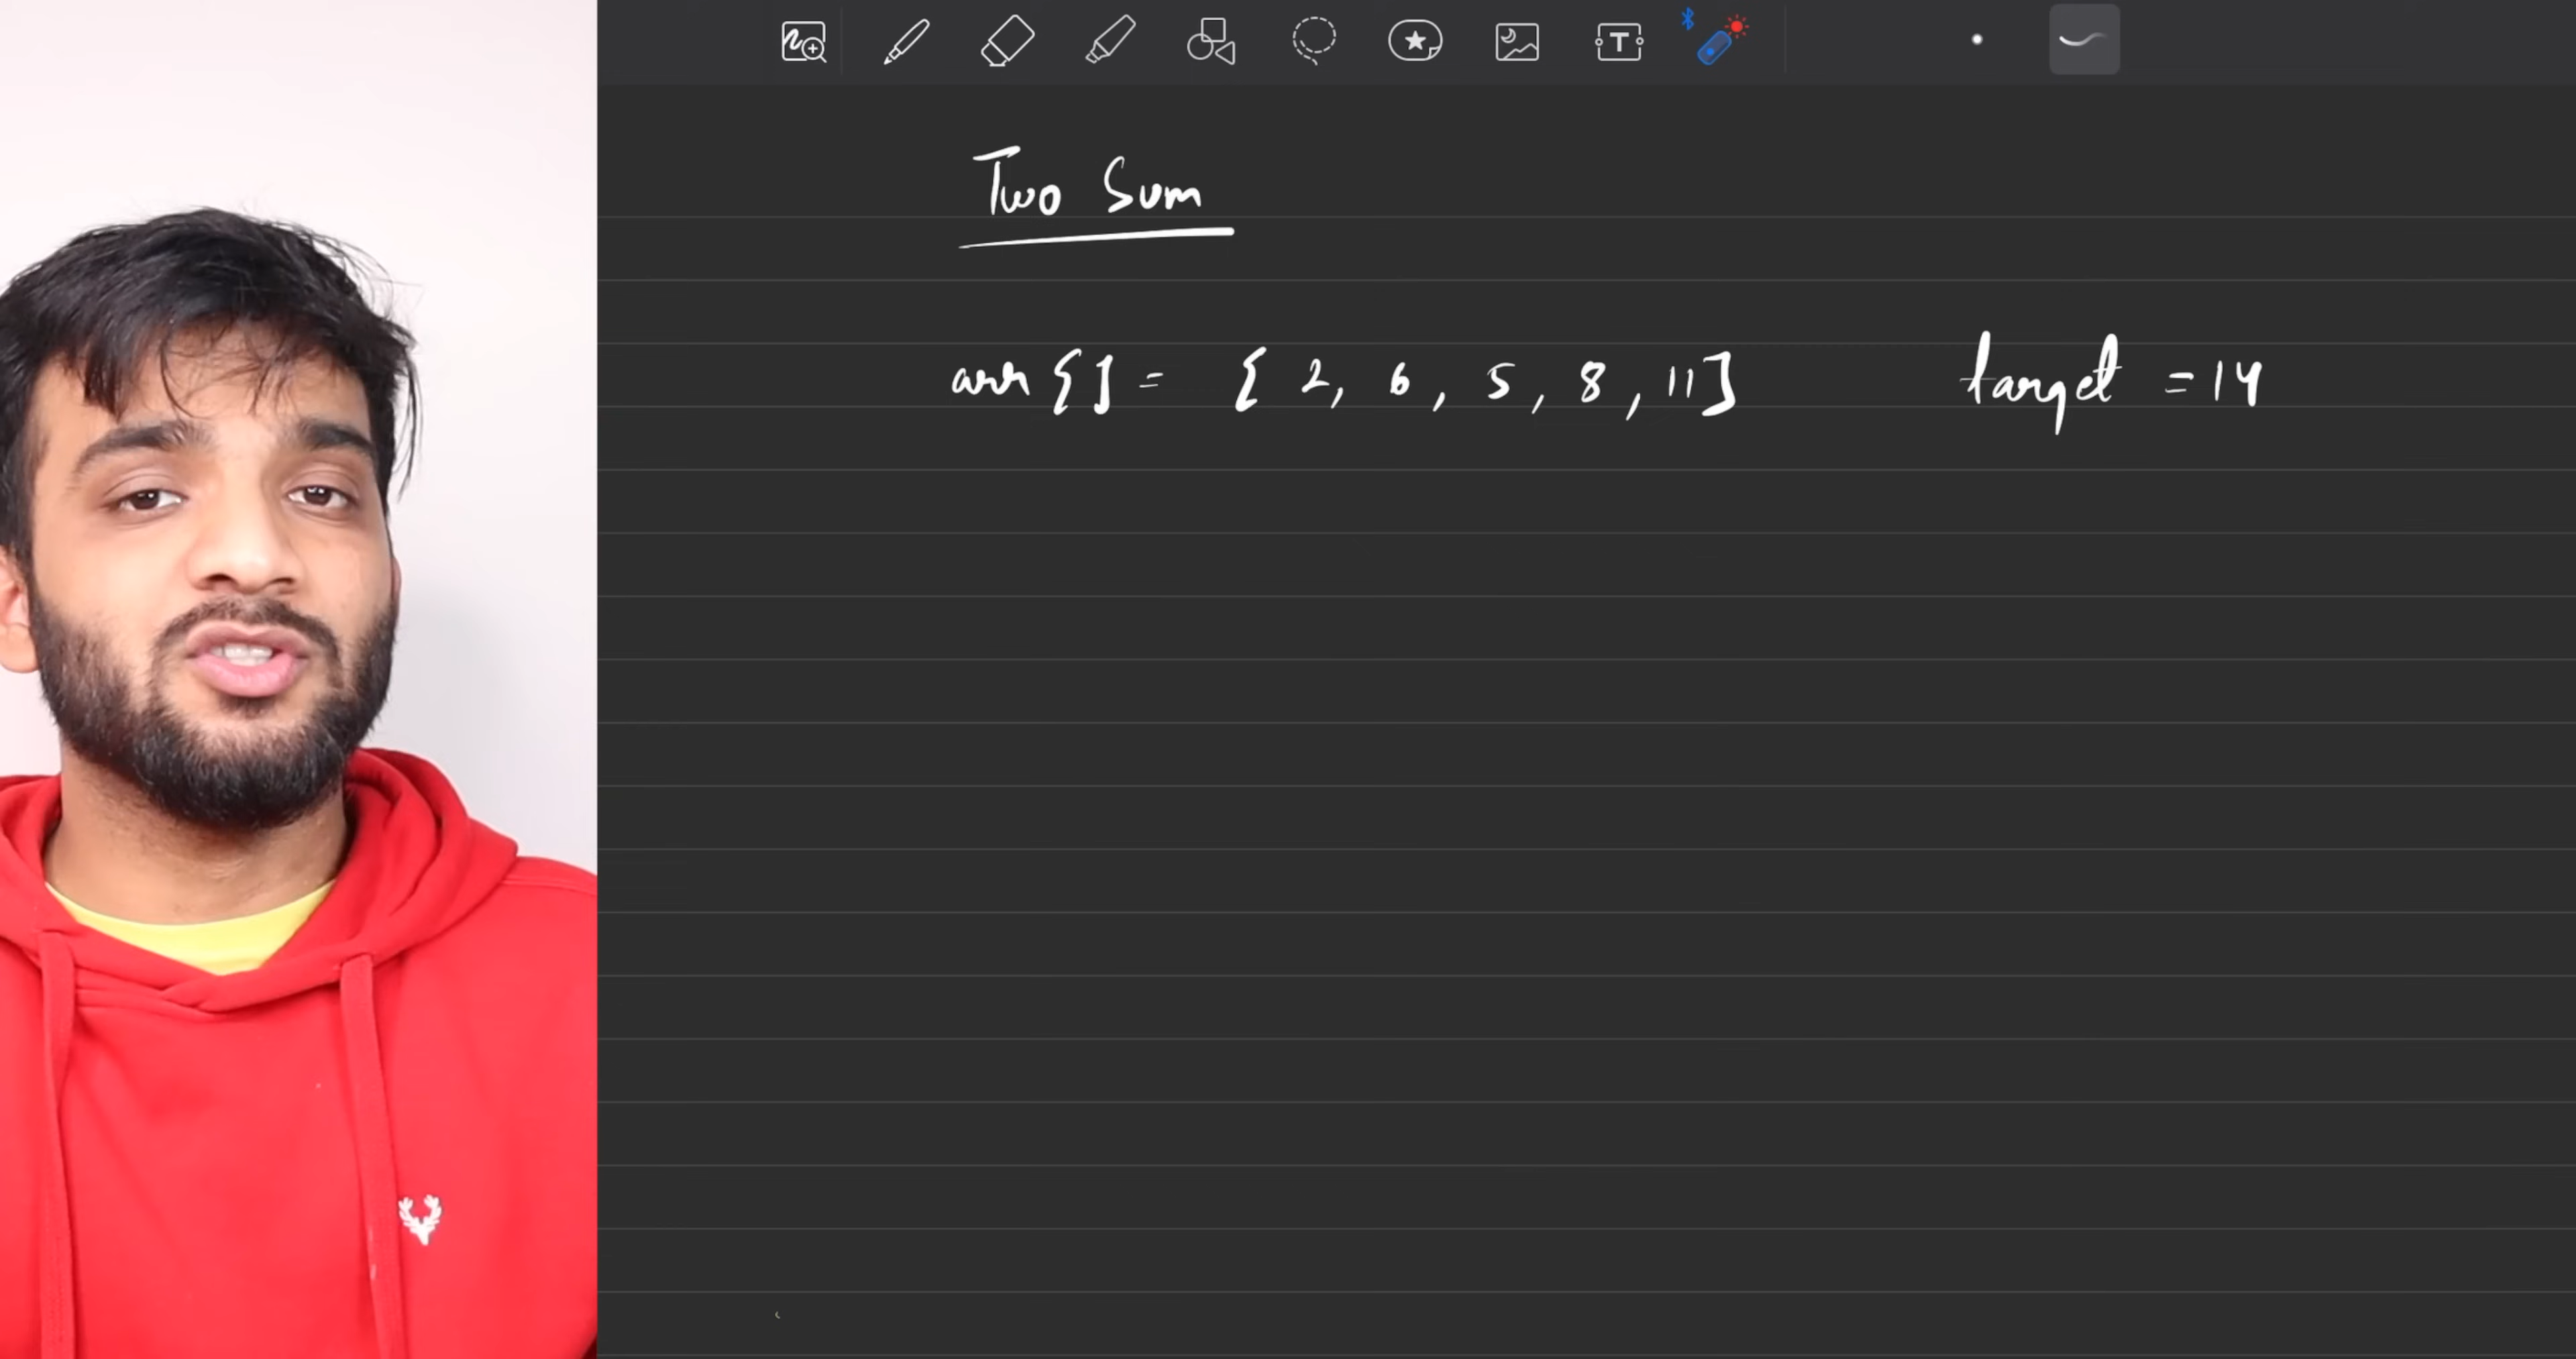 Two Sum
arr {] = { 2, 6, 5, 8, 11] target = 14